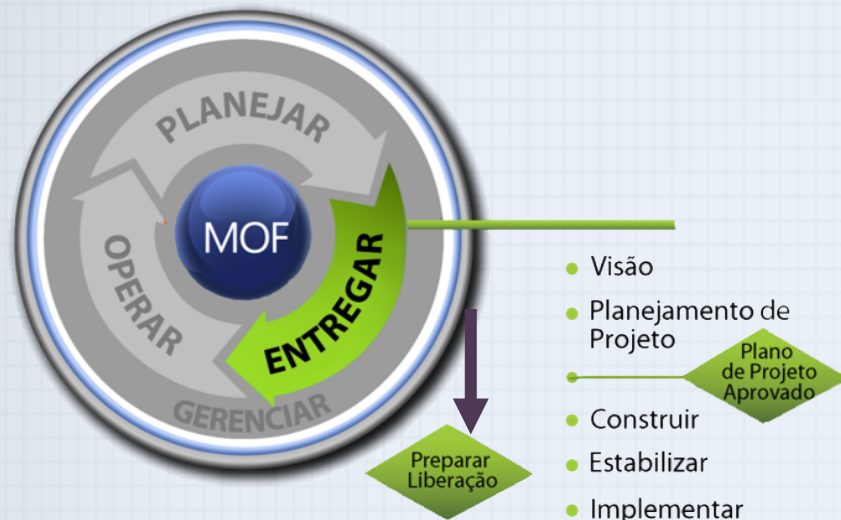 PLANEJAR
MOF
OPERAR
ENTREGAR
GERENCIAR
Visão
Planejamento de
Projeto
Plano
de Projeto
Aprovado
Construir
Estabilizar
Implementar
Preparar
Liberação